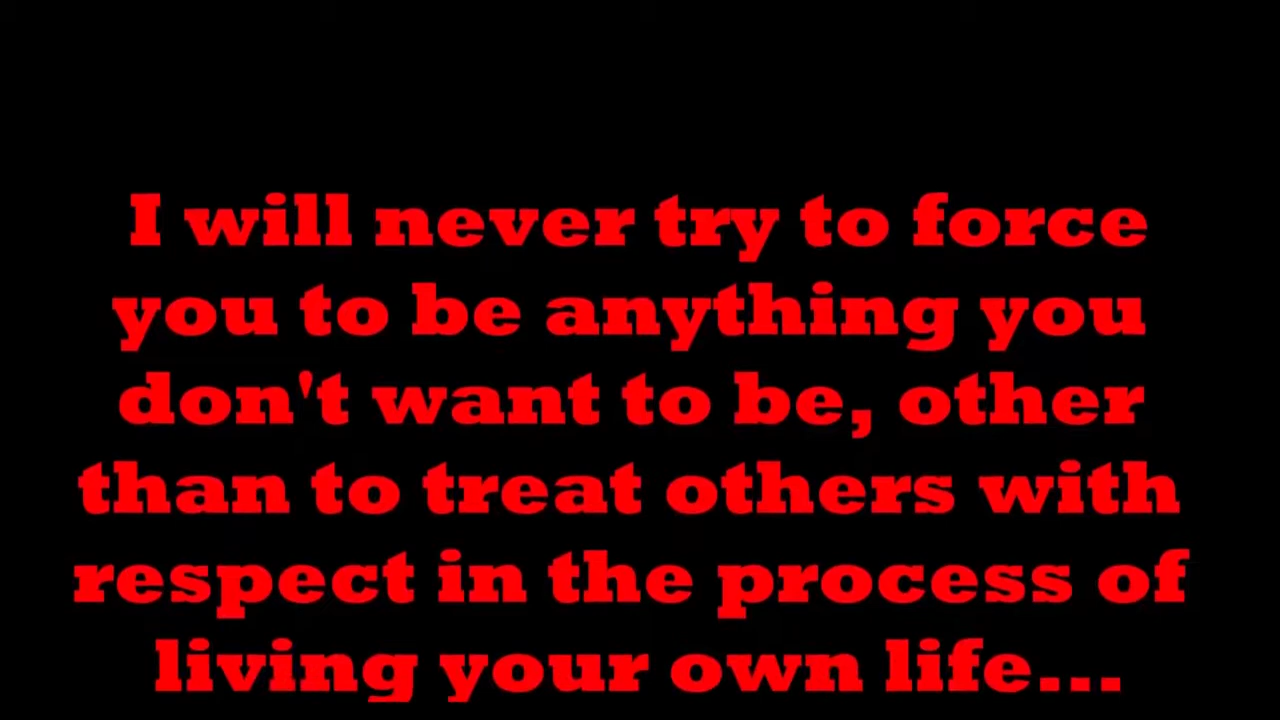 I will never try to force
you to be anything you
don't want to be, other
than to treat others with
respect in the process of
living your own life...